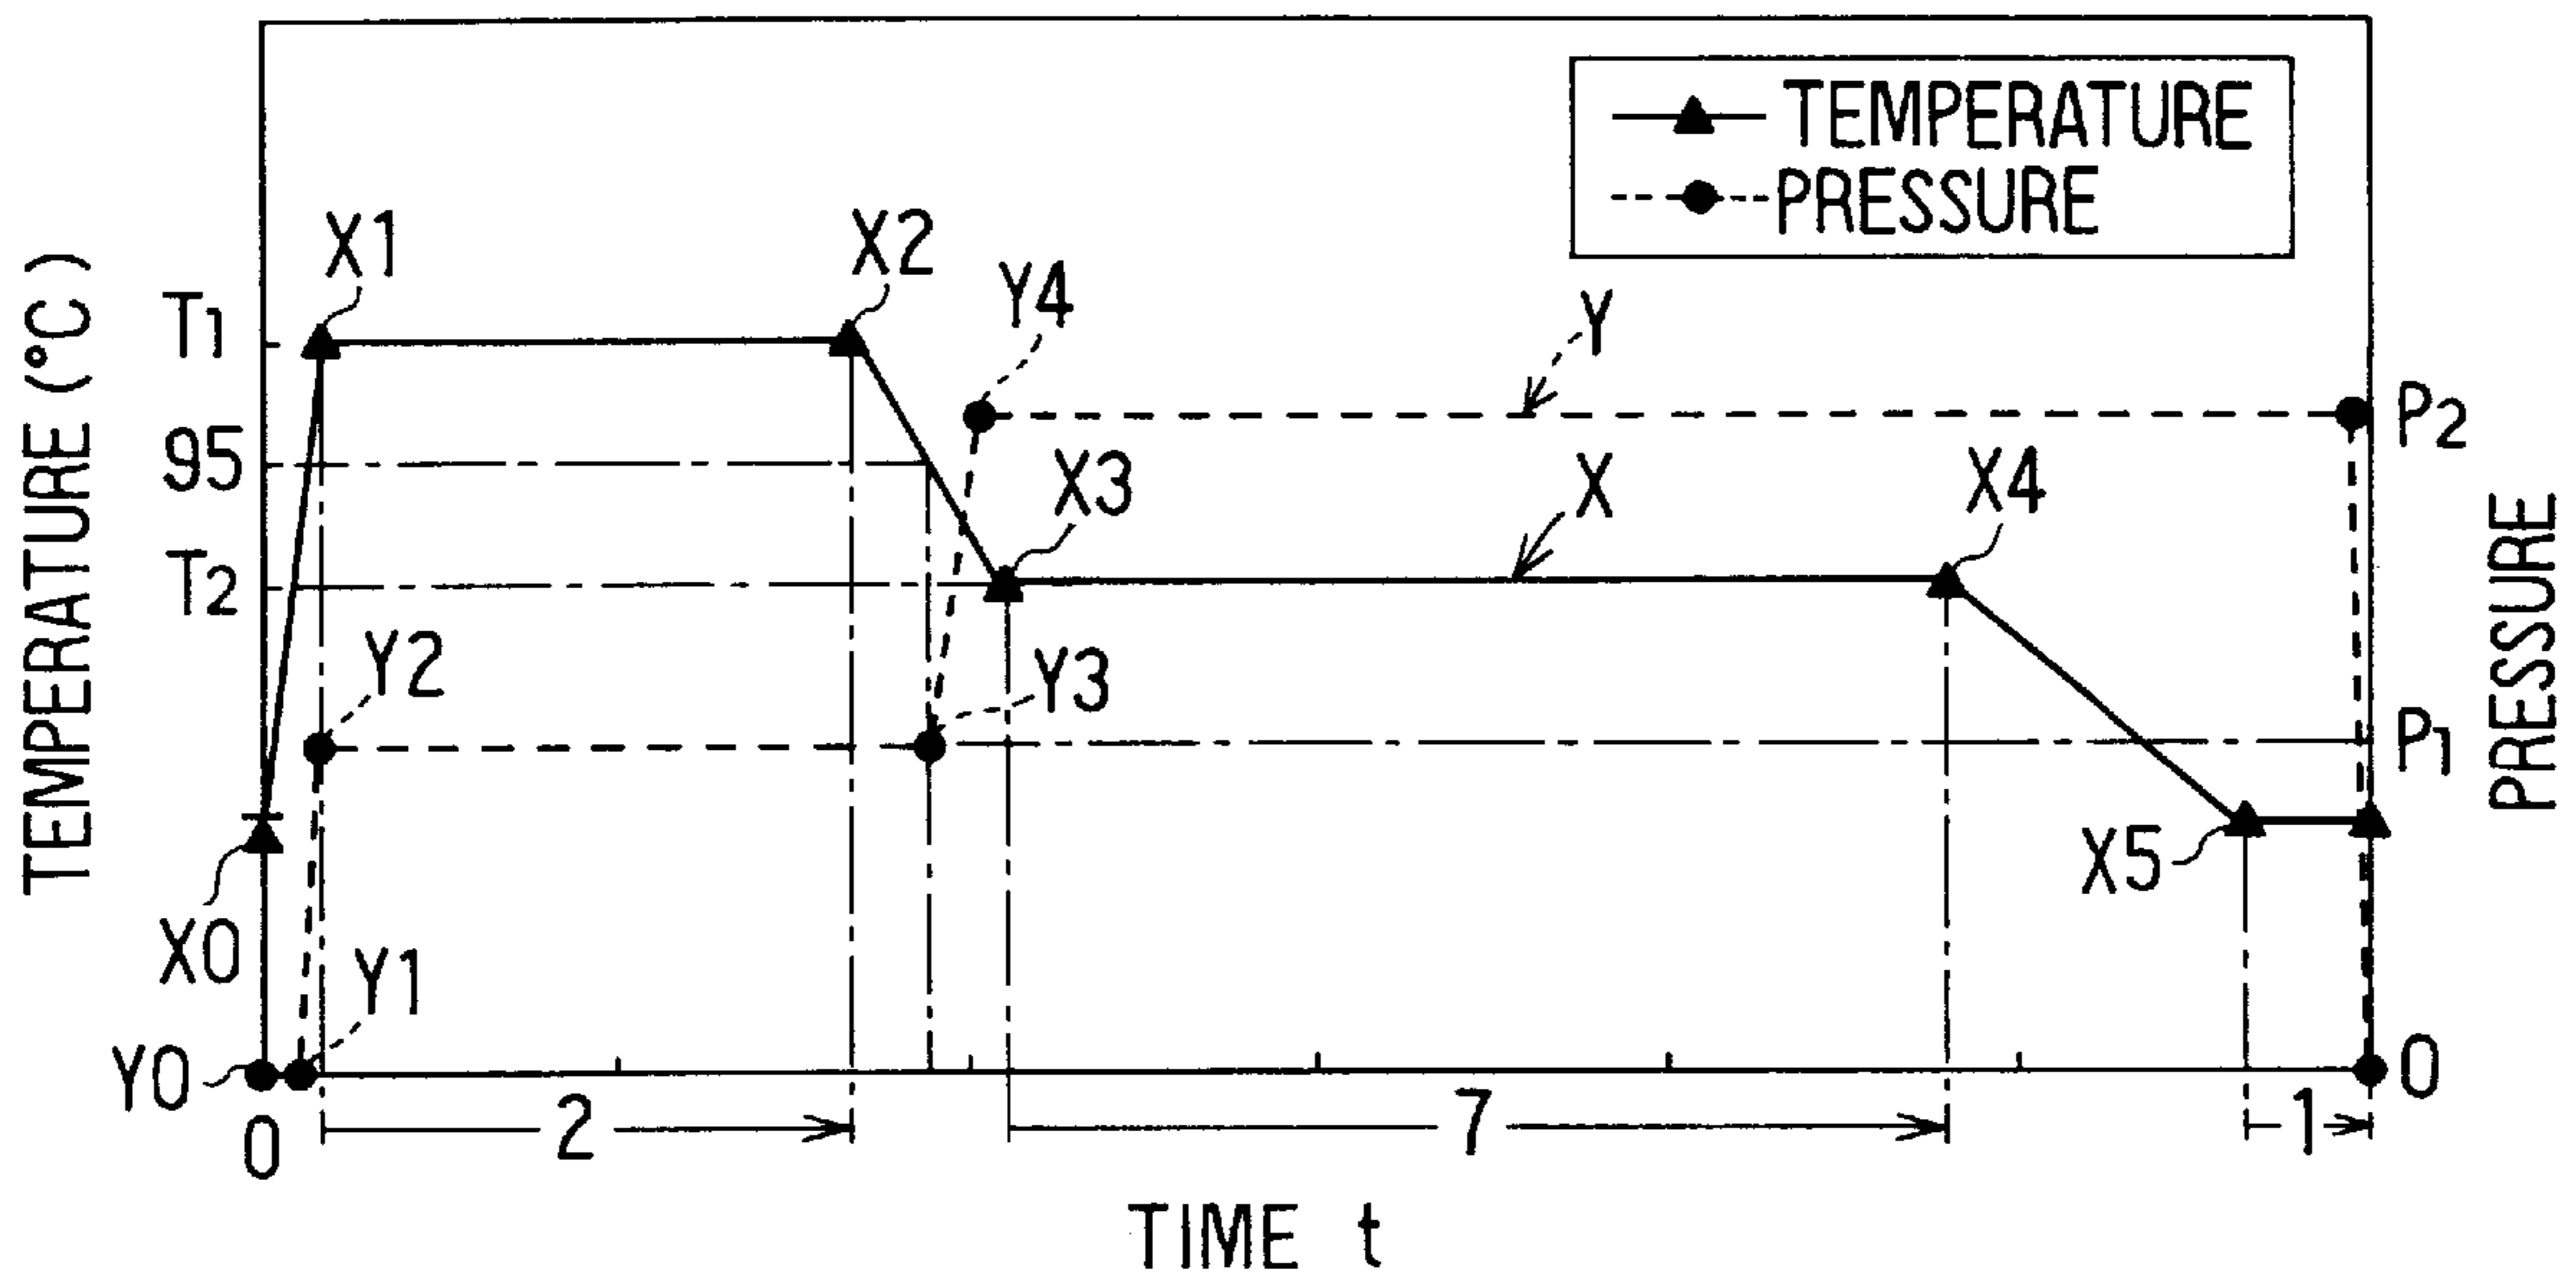 TEMPERATURE
PRESSURE
X1
X2
Y4
Y
T1
P2
95
X3
X
X4
T2
Y2
Y3
P1
X5
X0
Y1
Y0
0
0
2
7
1
TIME t
TEMPERATURE (°C)
PRESSURE